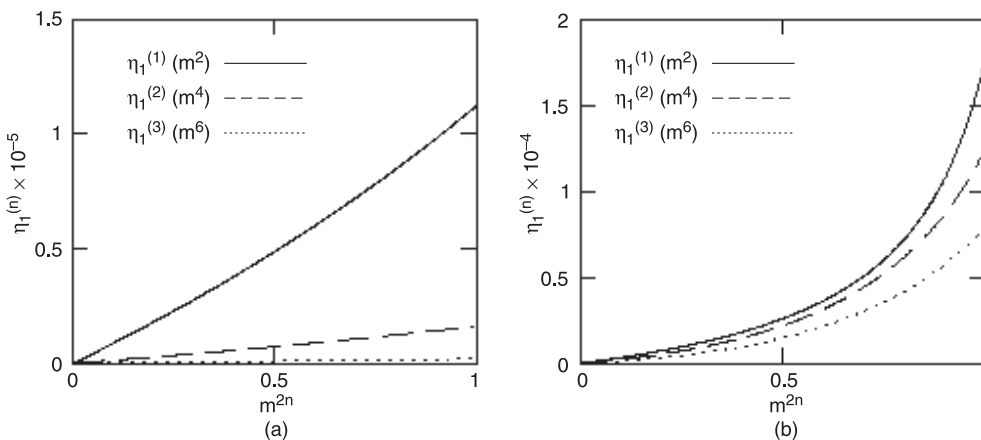 1.5
η₁⁽¹⁾ (m²)
η₁⁽²⁾ (m⁴)
η₁⁽³⁾ (m⁶)
1
0.5
0
η₁⁽ⁿ⁾ × 10⁻⁵
0 0.5 1
m²ⁿ
(a)
2
η₁⁽¹⁾ (m²)
η₁⁽²⁾ (m⁴)
η₁⁽³⁾ (m⁶)
1.5
1
0.5
0
η₁⁽ⁿ⁾ × 10⁻⁴
0 0.5
m²ⁿ
(b)